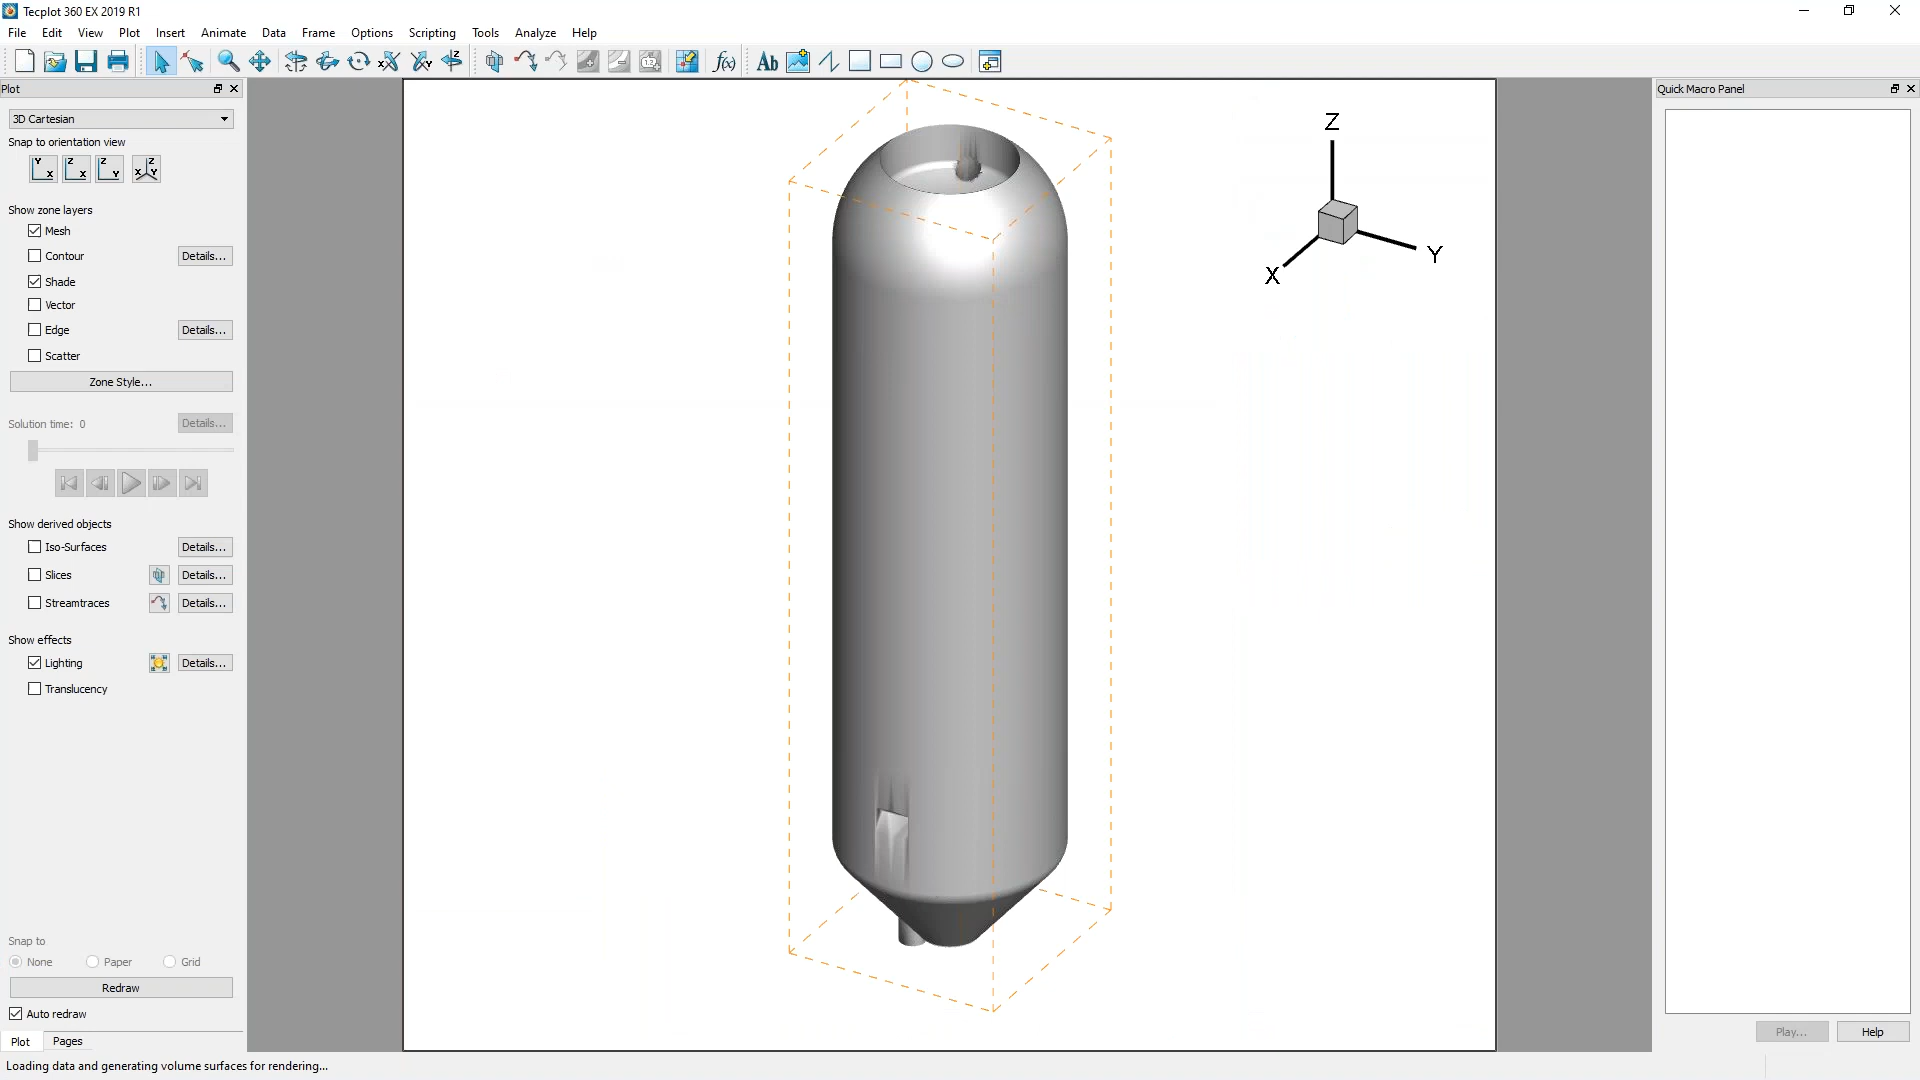 Tecplot 360 EX 2019 R1
File Edit View Plot Insert Animate Data Frame Options Scripting Tools Analyze Help
Plot
Quick Macro Panel
3D Cartesian
Snap to orientation view
Show zone layers
Mesh
Contour Details...
Shade
Vector
Edge Details...
Scatter
Zone Style...
Solution time: 0 Details...
Show derived objects
Iso-Surfaces Details...
Slices Details...
Streamtraces Details...
Show effects
Lighting Details...
Translucency
Snap to
None Paper Grid
Redraw
Auto redraw
Plot Pages
Z
Y
X
Play... Help
Loading data and generating volume surfaces for rendering...